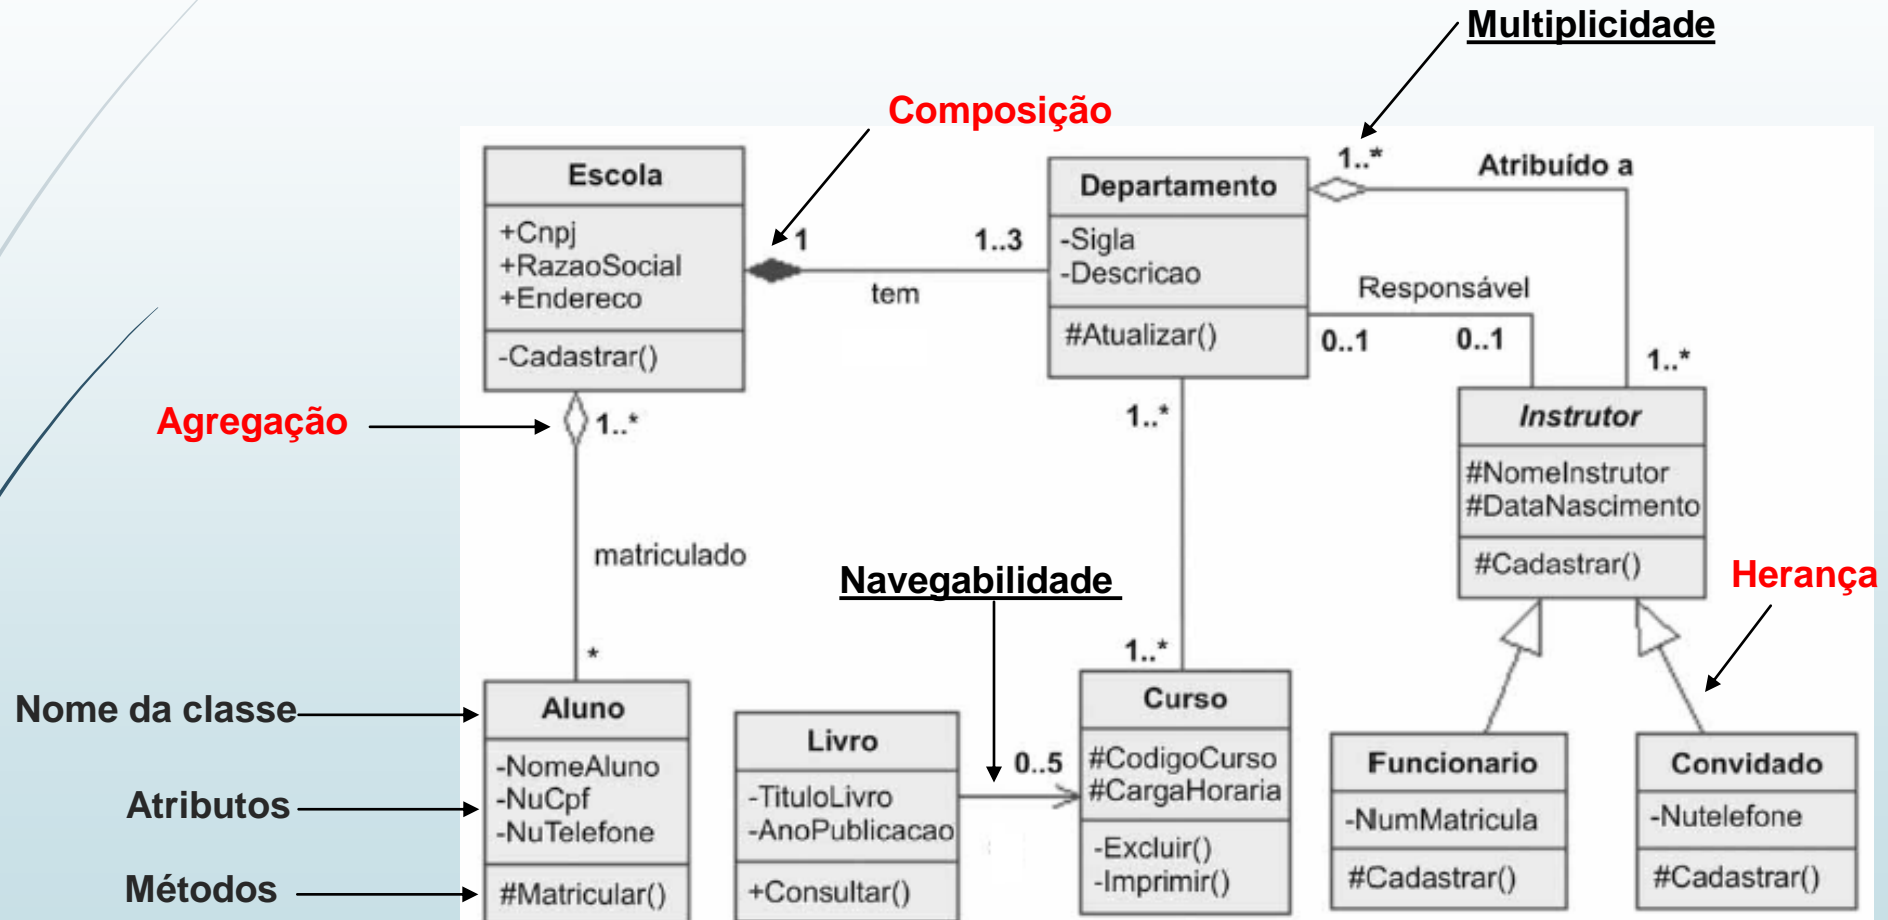 Multiplicidade
Composição
Escola
+Cnpj
+RazaoSocial
+Endereco
-Cadastrar()
1
1..3
tem
Departamento
-Sigla
-Descricao
#Atualizar()
1..*
Atribuído a
Responsável
0..1
0..1
1..*
Agregação
1..*
1..*
Instrutor
#NomeInstrutor
#DataNascimento
#Cadastrar()
matriculado
Navegabilidade
Herança
*
1..*
Nome da classe
Atributos
Métodos
Aluno
-NomeAluno
-NuCpf
-NuTelefone
#Matricular()
Livro
-TituloLivro
-AnoPublicacao
+Consultar()
0..5
Curso
#CodigoCurso
#CargaHoraria
-Excluir()
-Imprimir()
Funcionario
-NumMatricula
#Cadastrar()
Convidado
-Nutelefone
#Cadastrar()